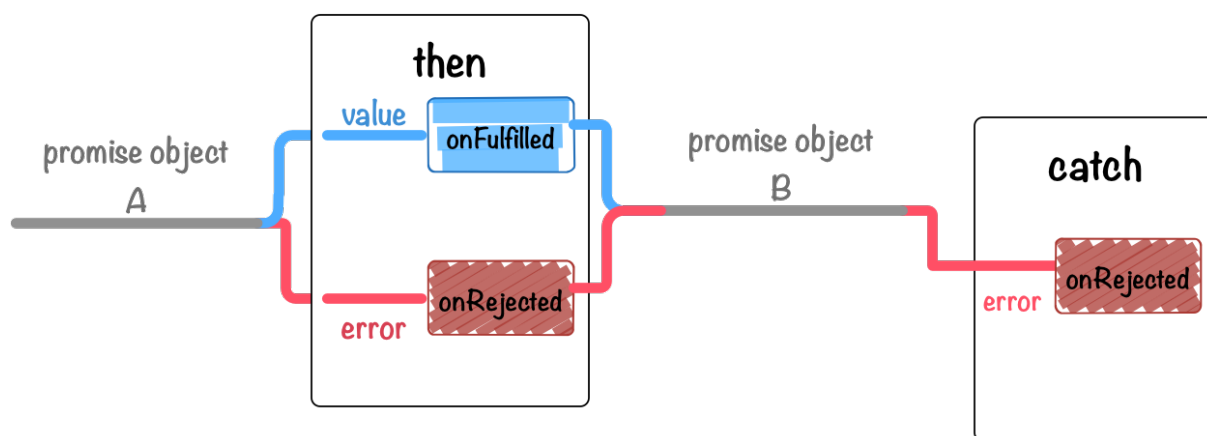 then
value
onFulfilled
promise object
A
onRejected
error
promise object
B
catch
onRejected
error